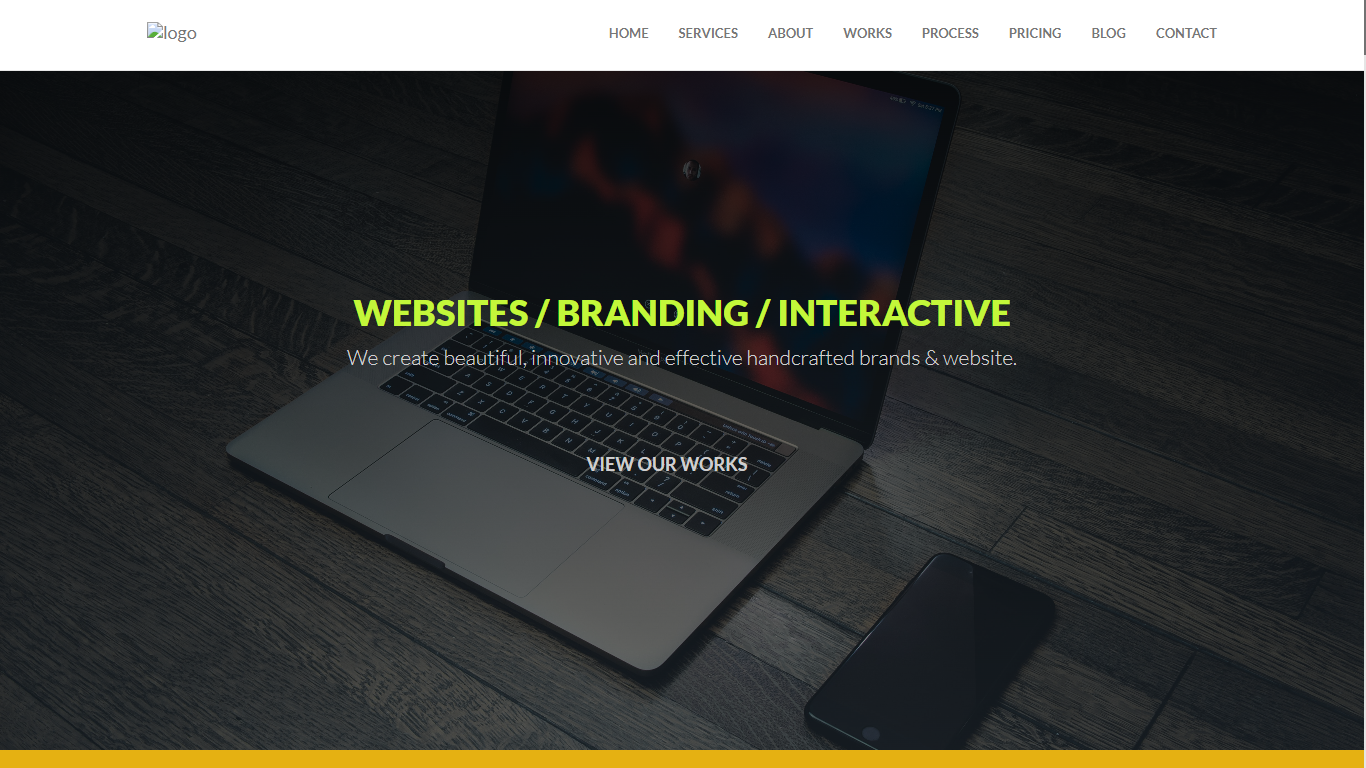 logo
HOME SERVICES ABOUT WORKS PROCESS PRICING BLOG CONTACT
WEBSITES / BRANDING / INTERACTIVE
We create beautiful, innovative and effective handcrafted brands & website.
VIEW OUR WORKS